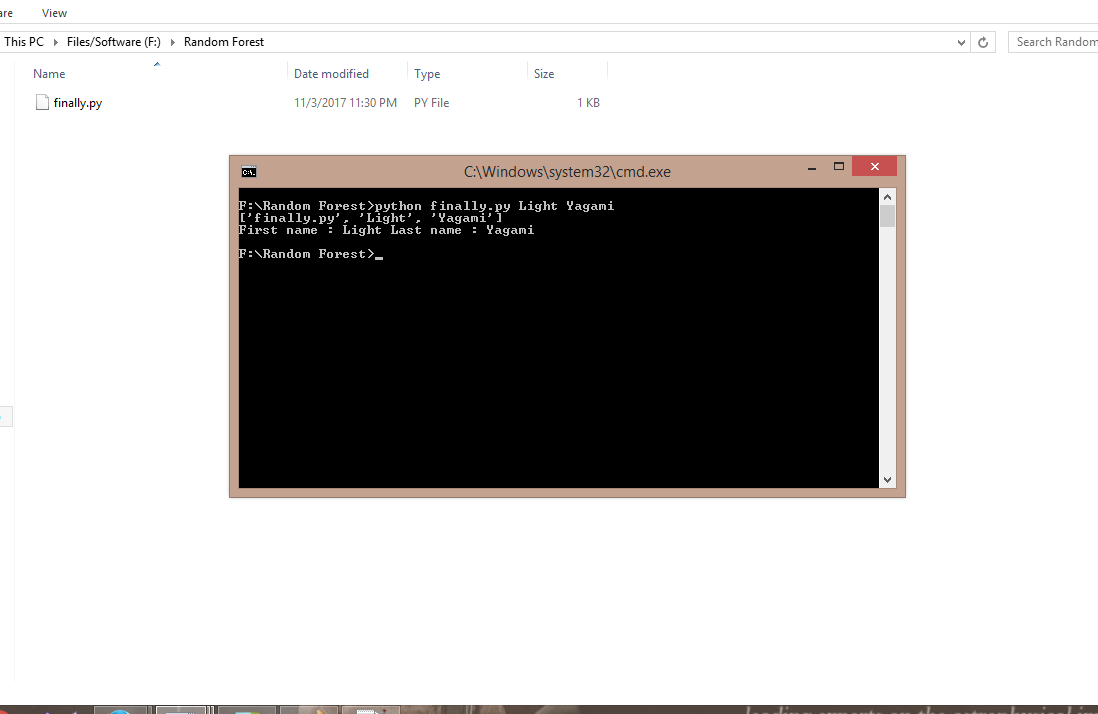 View
This PC Files/Software (F:) Random Forest Search Random
Name Date modified Type Size
finally.py 11/3/2017 11:30 PM PY File 1 KB
C:\Windows\system32\cmd.exe
F:\Random Forest>python finally.py Light Yagami
['finally.py', 'Light', 'Yagami']
First name : Light Last name : Yagami
F:\Random Forest>_